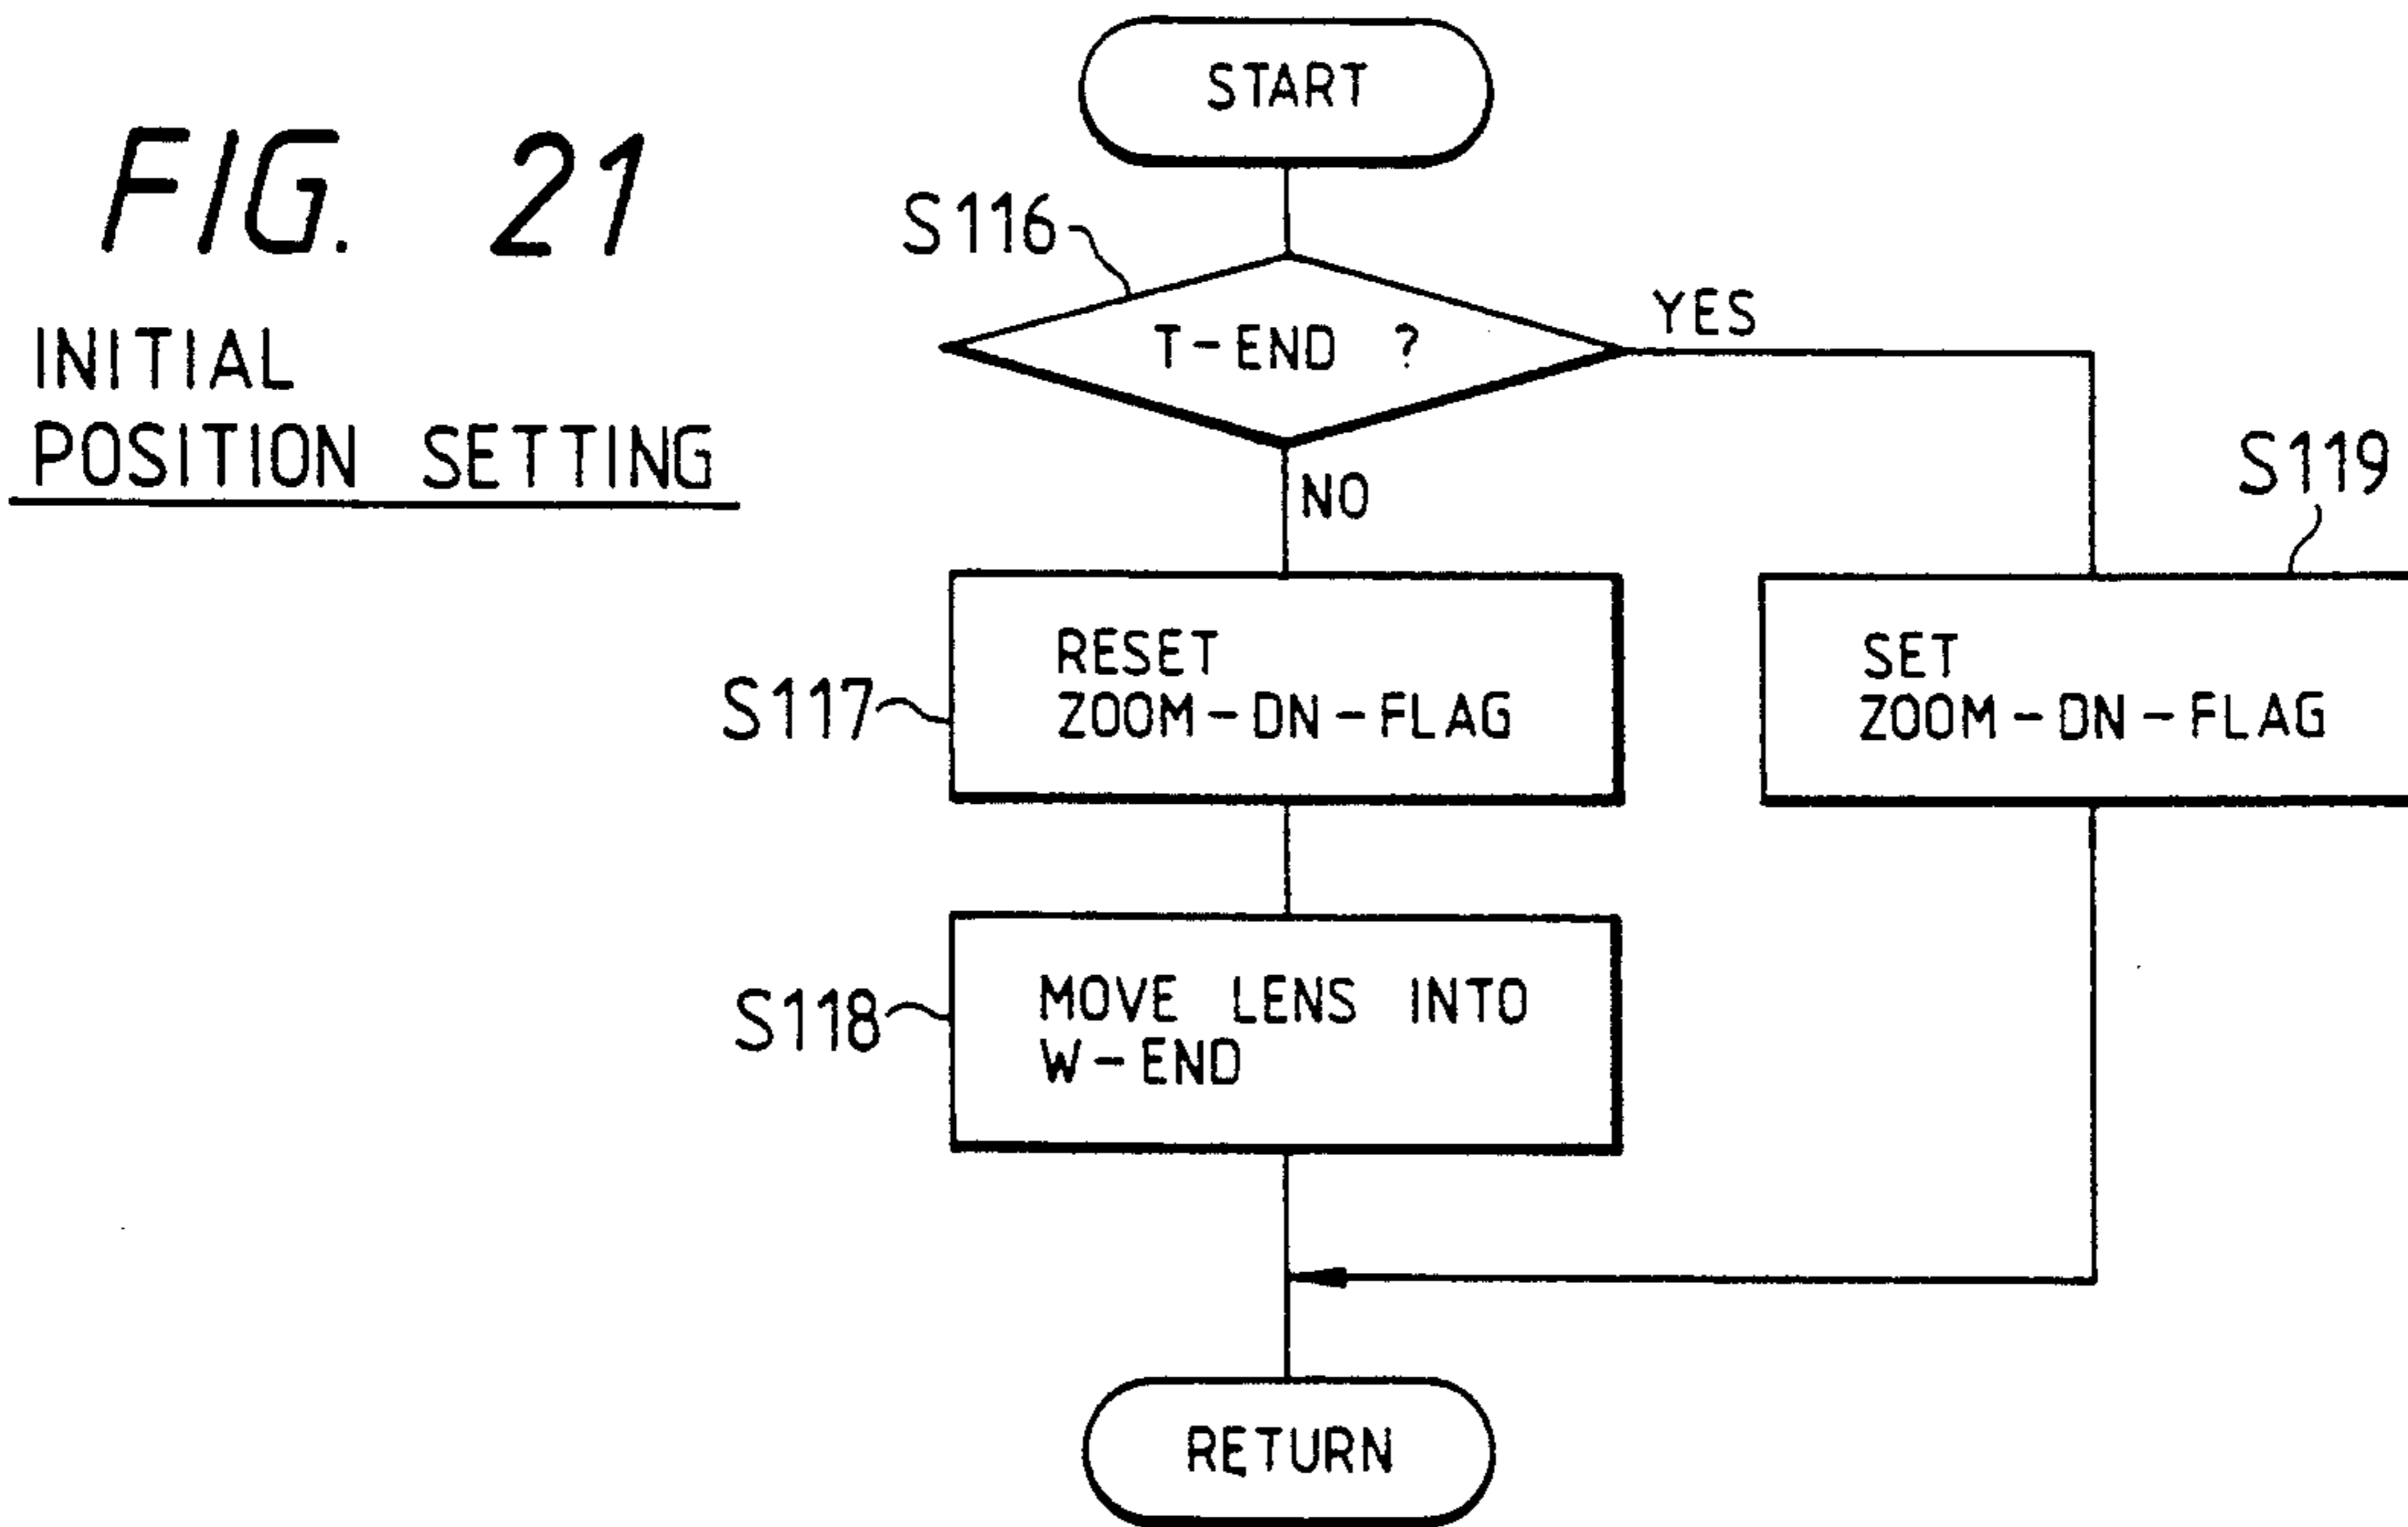 FIG. 21
INITIAL
POSITION SETTING
START
S116
T-END ?
YES
NO
S119
RESET
ZOOM-DN-FLAG
S117
SET
ZOOM-DN-FLAG
MOVE LENS INTO
W-END
S118
RETURN